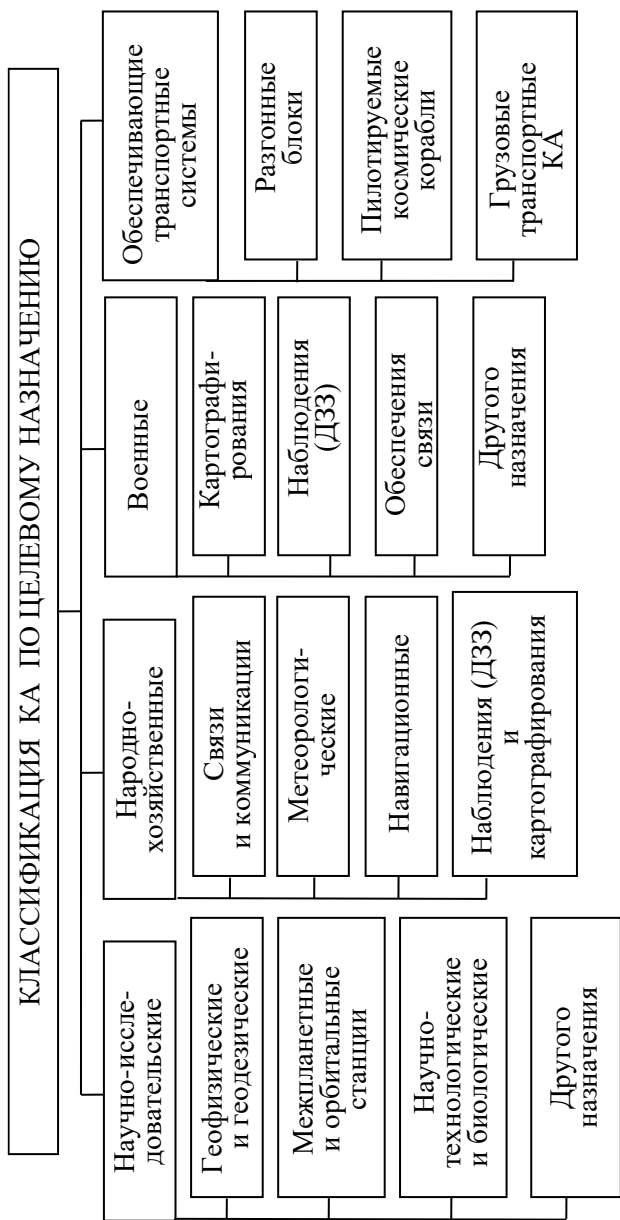 КЛАССИФИКАЦИЯ КА ПО ЦЕЛЕВОМУ НАЗНАЧЕНИЮ
Научно-иссле-
довательские
Геофизические
и геодезические
Межпланетные
и орбитальные
станции
Научно-
технологические
и биологические
Другого
назначения
Народно-
хозяйственные
Связи
и коммуникации
Метеорологи-
ческие
Навигационные
Наблюдения (ДЗЗ)
и
картографирования
Военные
Картографи-
рования
Наблюдения
(ДЗЗ)
Обеспечения
связи
Другого
назначения
Обеспечивающие
транспортные
системы
Разгонные
блоки
Пилотируемые
космические
корабли
Грузовые
транспортные
КА